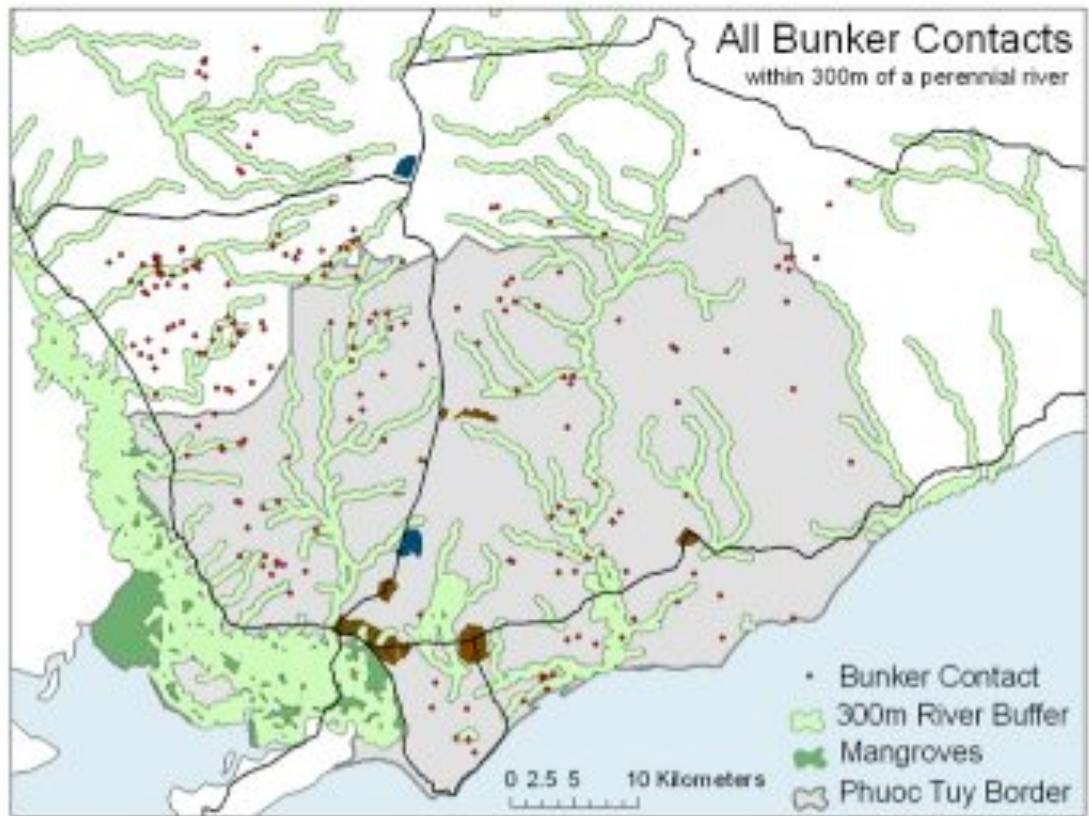 All Bunker Contacts
within 300m of a perennial river
Bunker Contact
300m River Buffer
Mangroves
Phuoc Tuy Border
0 2.5 5 10 Kilometers